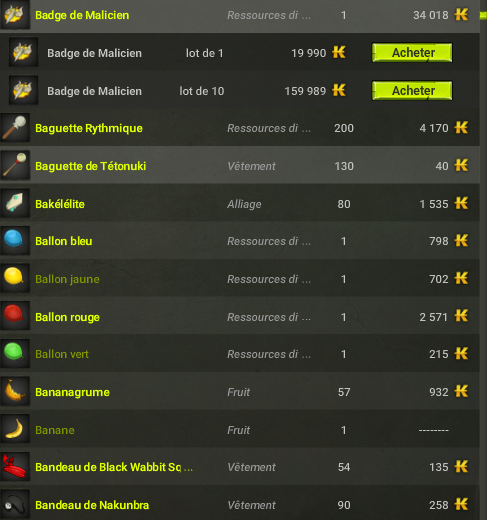 Badge de Malicien Ressources di ... 1 34 018
Badge de Malicien lot de 1 19 990 Acheter
Badge de Malicien lot de 10 159 989 Acheter
Baguette Rythmique Ressources di ... 200 4 170
Baguette de Tétonuki Vêtement 130 40
Bakélélite Alliage 80 1 535
Ballon bleu Ressources di ... 1 798
Ballon jaune Ressources di ... 1 702
Ballon rouge Ressources di ... 1 2 571
Ballon vert Ressources di ... 1 215
Bananagrume Fruit 57 932
Banane Fruit 1 --------
Bandeau de Black Wabbit Sq ... Vêtement 54 135
Bandeau de Nakunbra Vêtement 90 258